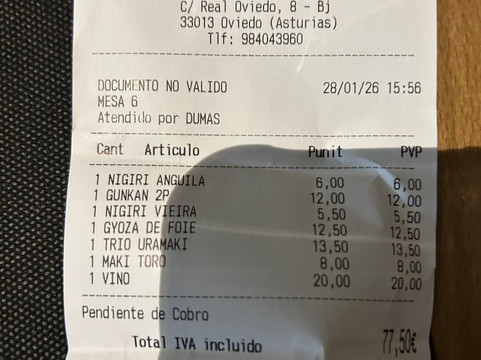 C/ Real Oviedo, 8 - Bj
33013 Oviedo (Asturias)
Tlf: 984043960
DOCUMENTO NO VALIDO 28/01/26 15:56
MESA 6
Atendido por DUMAS
Cant Articulo Punit PVP
1 NIGIRI ANGUILA 6,00 6,00
1 GUNKAN 2P 12,00 12,00
1 NIGIRI VIEIRA 5,50 5,50
1 GYOZA DE FOIE 12,50 12,50
1 TRIO URAMAKI 13,50 13,50
1 MAKI TORO 8,00 8,00
1 VINO 20,00 20,00
Pendiente de Cobro
Total IVA incluido 77,50€